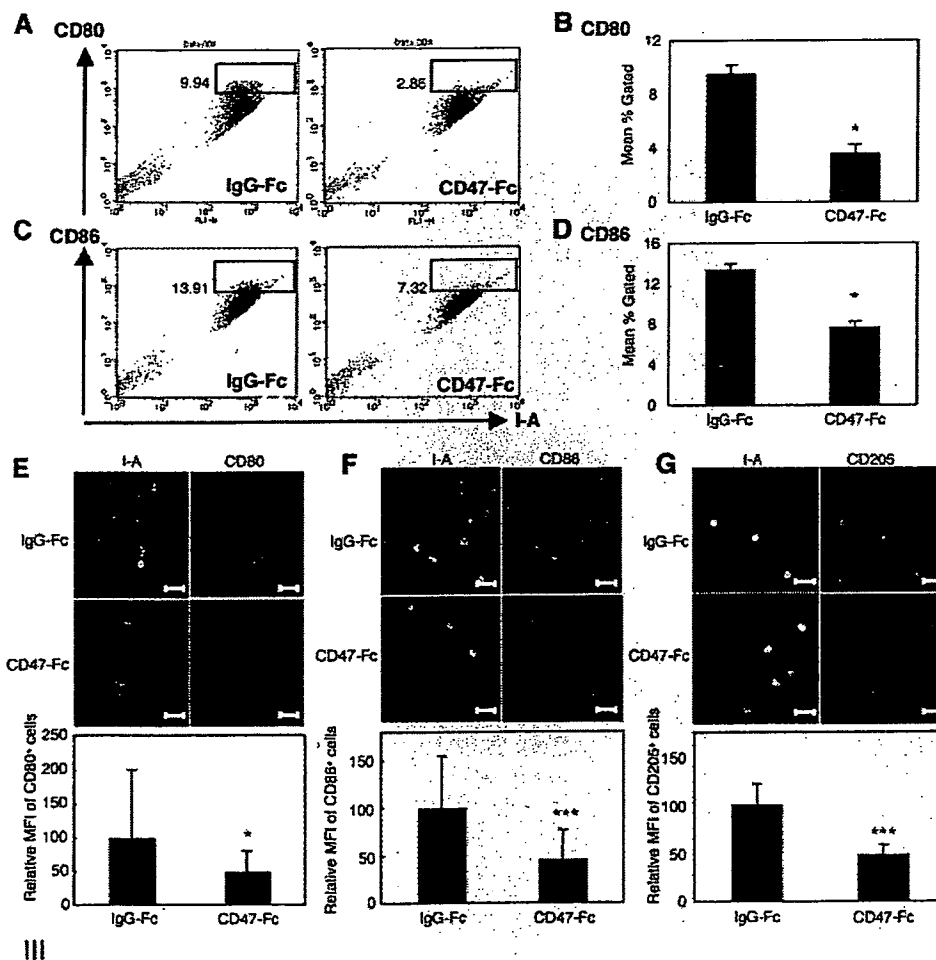 A CD80
9.94
IgG-Fc
2.86
CD47-Fc
B CD80
Mean % Gated
12
8
4
0
*
IgG-Fc
CD47-Fc
C CD86
13.91
IgG-Fc
7.32
CD47-Fc
I-A
D CD86
Mean % Gated
16
12
8
4
0
*
IgG-Fc
CD47-Fc
E
I-A
CD80
IgG-Fc
CD47-Fc
Relative MFI of CD80+ cells
250
200
150
100
50
0
*
IgG-Fc
CD47-Fc
F
I-A
CD86
IgG-Fc
CD47-Fc
Relative MFI of CD86+ cells
150
100
50
0
***
IgG-Fc
CD47-Fc
G
I-A
CD205
IgG-Fc
CD47-Fc
Relative MFI of CD205+ cells
150
100
50
0
***
IgG-Fc
CD47-Fc
III